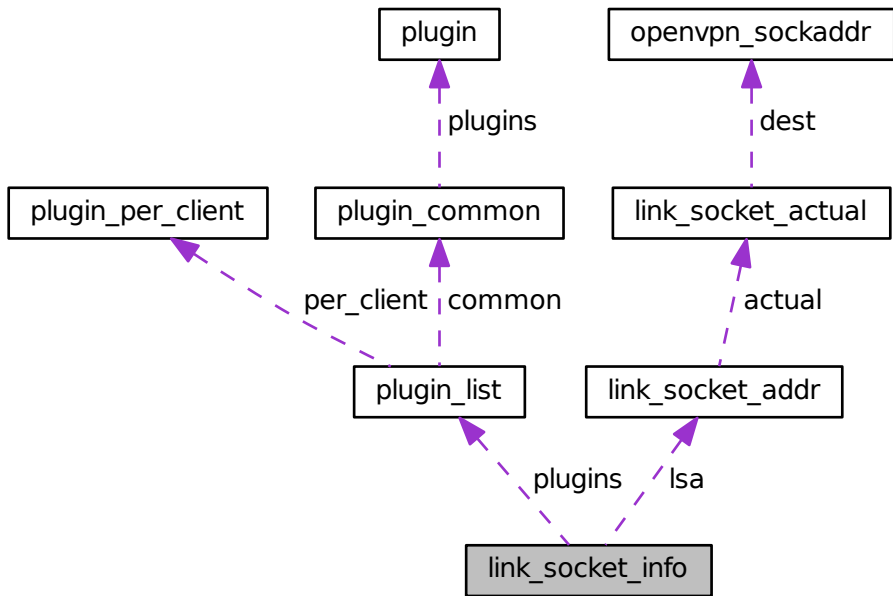 plugin
openvpn_sockaddr
plugins
dest
plugin_per_client
plugin_common
link_socket_actual
per_client
common
actual
plugin_list
link_socket_addr
plugins
lsa
link_socket_info